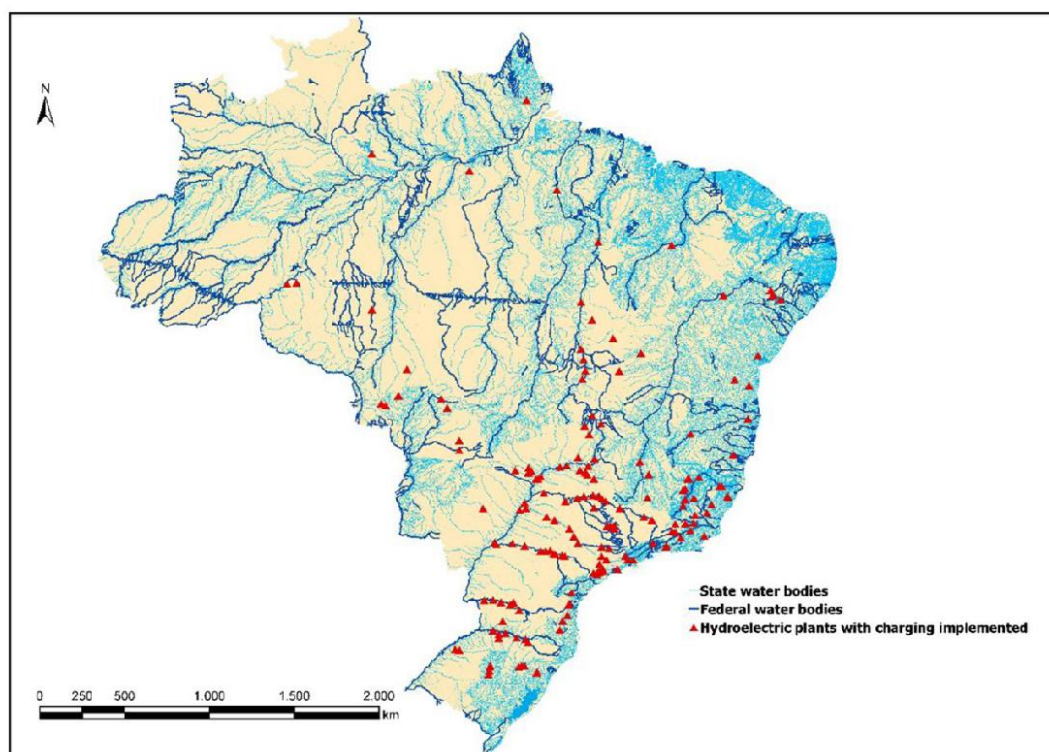 N
State water bodies
Federal water bodies
Hydroelectric plants with charging implemented
0 250 500 1.000 1.500 2.000
km